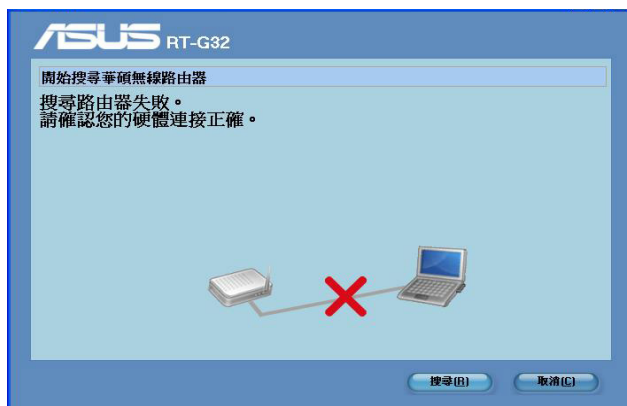 ASUS RT-G32
開始搜尋華碩無線路由器
搜尋路由器失敗。
請確認您的硬體連接正確。
搜尋(R) 取消(C)